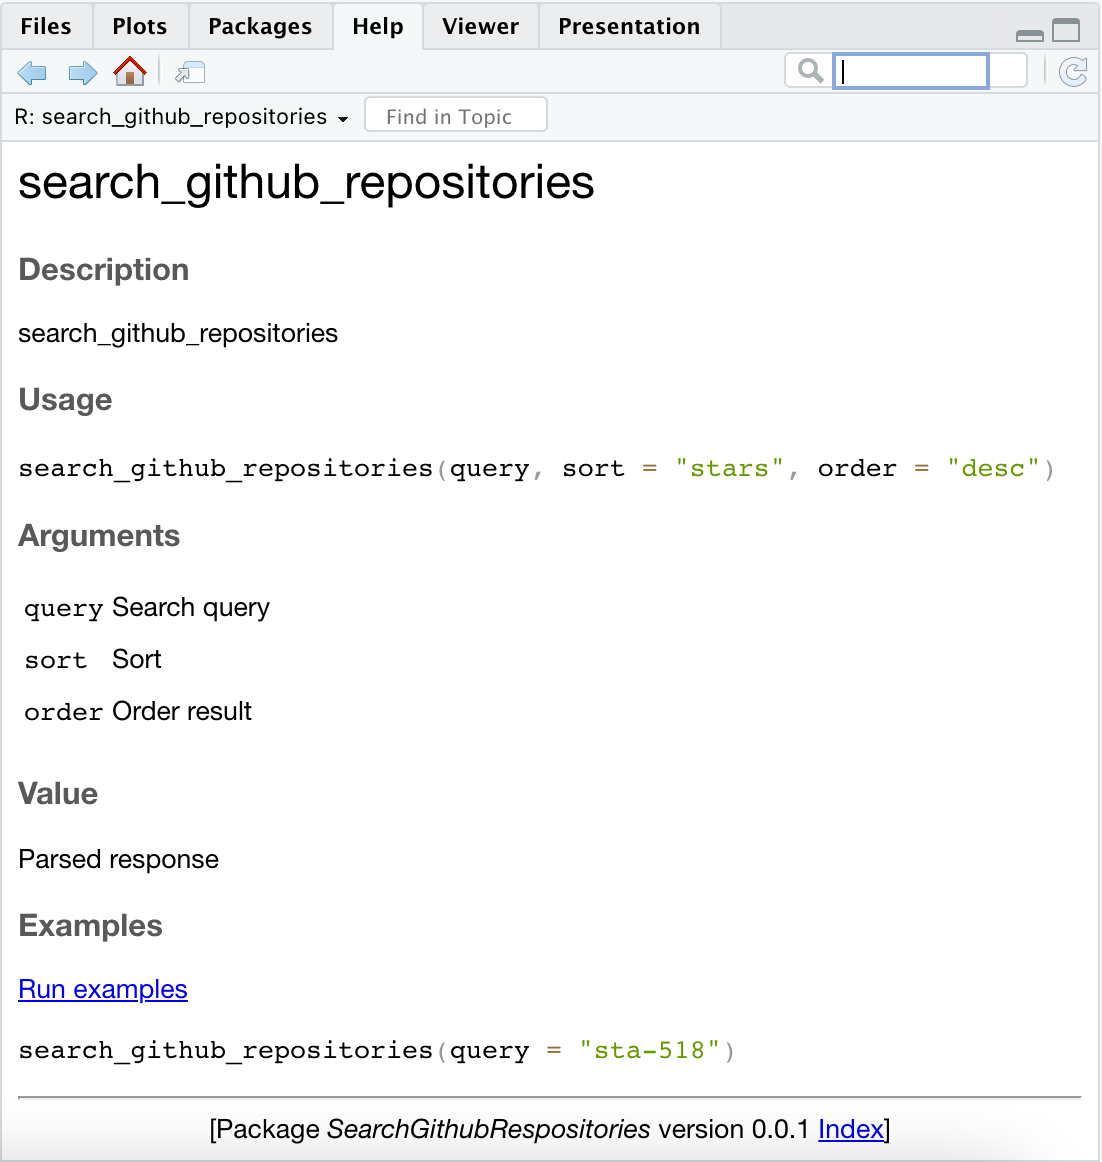 Files Plots Packages Help Viewer Presentation
R: search_github_repositories Find in Topic
search_github_repositories
Description
search_github_repositories
Usage
search_github_repositories(query, sort = "stars", order = "desc")
Arguments
query Search query
sort Sort
order Order result
Value
Parsed response
Examples
Run examples
search_github_repositories(query = "sta-518")
[Package SearchGithubRespositories version 0.0.1 Index]